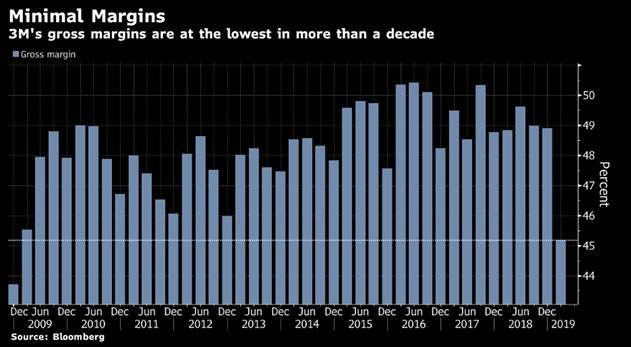 Minimal Margins
3M's gross margins are at the lowest in more than a decade
Gross margin
50
49
48
47
46
45
44
Percent
Dec Jun Dec Jun Dec Jun Dec Jun Dec Jun Dec Jun Dec Jun Dec Jun Dec Jun Dec Jun Dec
2009 2010 2011 2012 2013 2014 2015 2016 2017 2018 2019
Source: Bloomberg